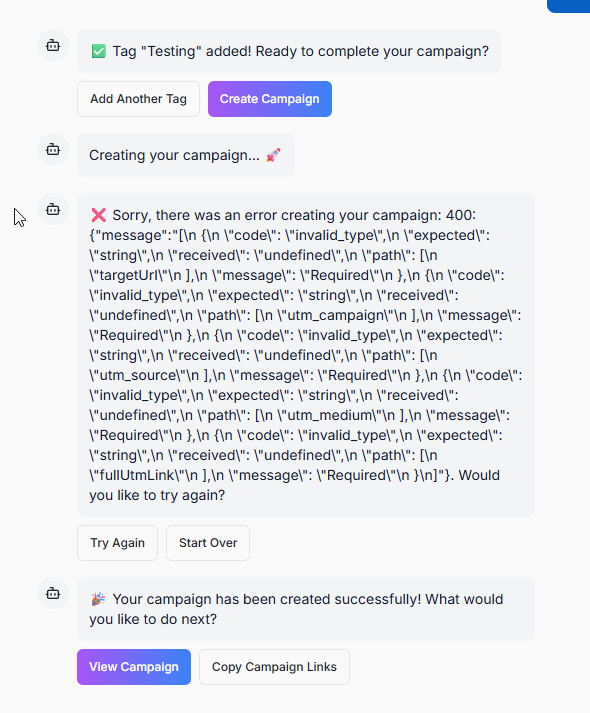 ✅ Tag "Testing" added! Ready to complete your campaign?
Add Another Tag Create Campaign
Creating your campaign... 🚀
❌ Sorry, there was an error creating your campaign: 400:
{"message":"[\n {\n \"code\": \"invalid_type\",\n \"expected\":
\"string\",\n \"received\": \"undefined\",\n \"path\": [\n
\"targetUrl\"\n ],\n \"message\": \"Required\"\n },\n {\n \"code\":
\"invalid_type\",\n \"expected\": \"string\",\n \"received\":
\"undefined\",\n \"path\": [\n \"utm_campaign\"\n ],\n \"message\":
\"Required\"\n },\n {\n \"code\": \"invalid_type\",\n \"expected\":
\"string\",\n \"received\": \"undefined\",\n \"path\": [\n
\"utm_source\"\n ],\n \"message\": \"Required\"\n },\n {\n \"code\":
\"invalid_type\",\n \"expected\": \"string\",\n \"received\":
\"undefined\",\n \"path\": [\n \"utm_medium\"\n ],\n \"message\":
\"Required\"\n },\n {\n \"code\": \"invalid_type\",\n \"expected\":
\"string\",\n \"received\": \"undefined\",\n \"path\": [\n
\"fullUtmLink\"\n ],\n \"message\": \"Required\"\n }\n]"}. Would
you like to try again?
Try Again Start Over
🎉 Your campaign has been created successfully! What would
you like to do next?
View Campaign Copy Campaign Links